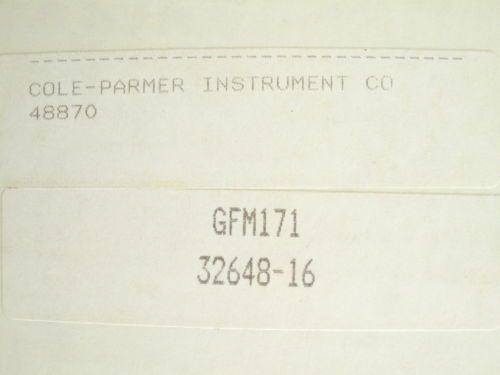 COLE-PARMER INSTRUMENT CO
48870
GFM171
32648-16